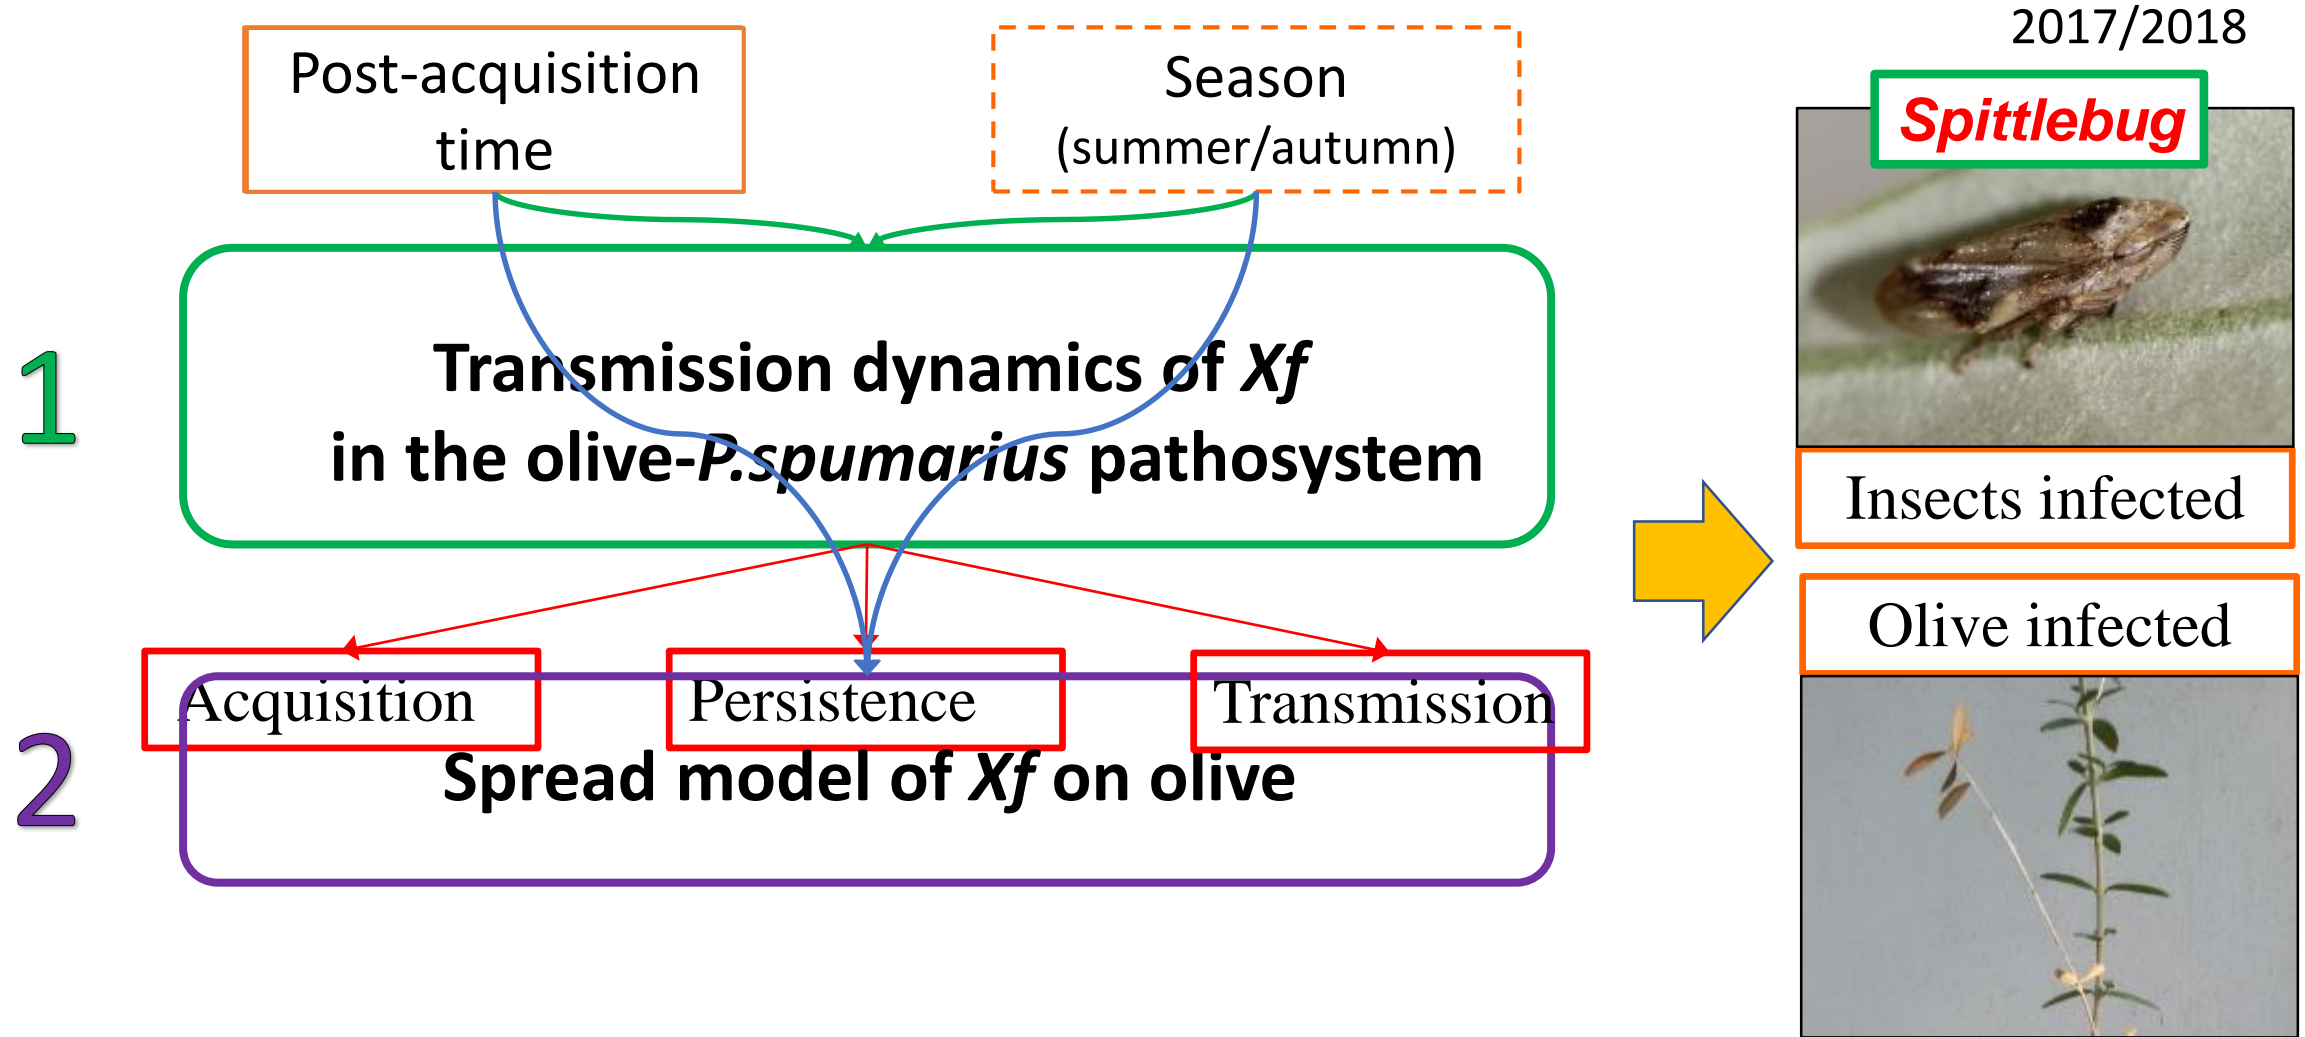 2017/2018
Post-acquisition
time
Season
(summer/autumn)
Spittlebug
1
Transmission dynamics of Xf
in the olive-P.spumarius pathosystem
Insects infected
Olive infected
Acquisition
Persistence
Transmission
2
Spread model of Xf on olive